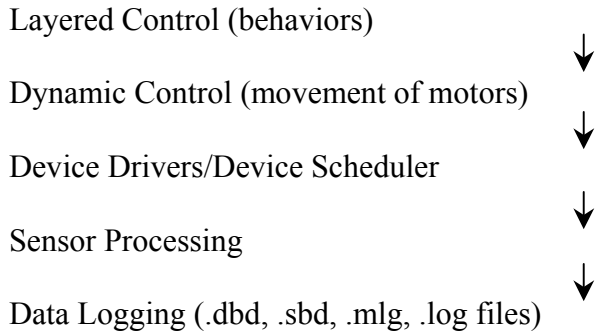 Layered Control (behaviors)
Dynamic Control (movement of motors)
Device Drivers/Device Scheduler
Sensor Processing
Data Logging (.dbd, .sbd, .mlg, .log files)